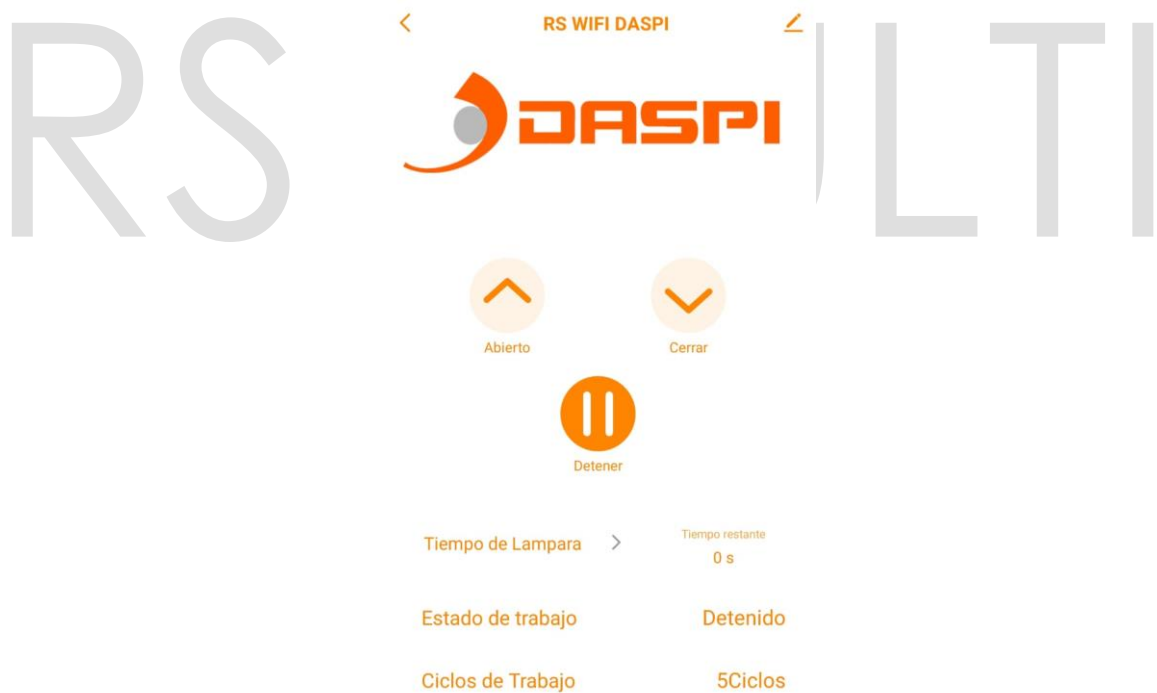 RS WIFI DASPI
RS
ULTI
DASPI
Abierto
Cerrar
Detener
Tiempo de Lampara
Tiempo restante
0 s
Estado de trabajo
Detenido
Ciclos de Trabajo
5Ciclos